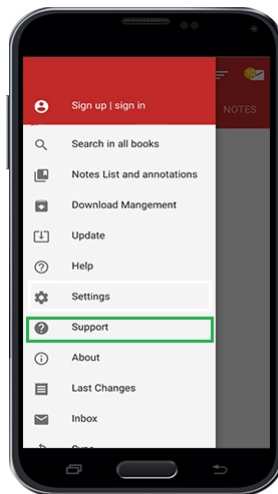 Sign up | sign in
NOTES
Search in all books
Notes List and annotations
Download Mangement
Update
Help
Settings
Support
About
Last Changes
Inbox